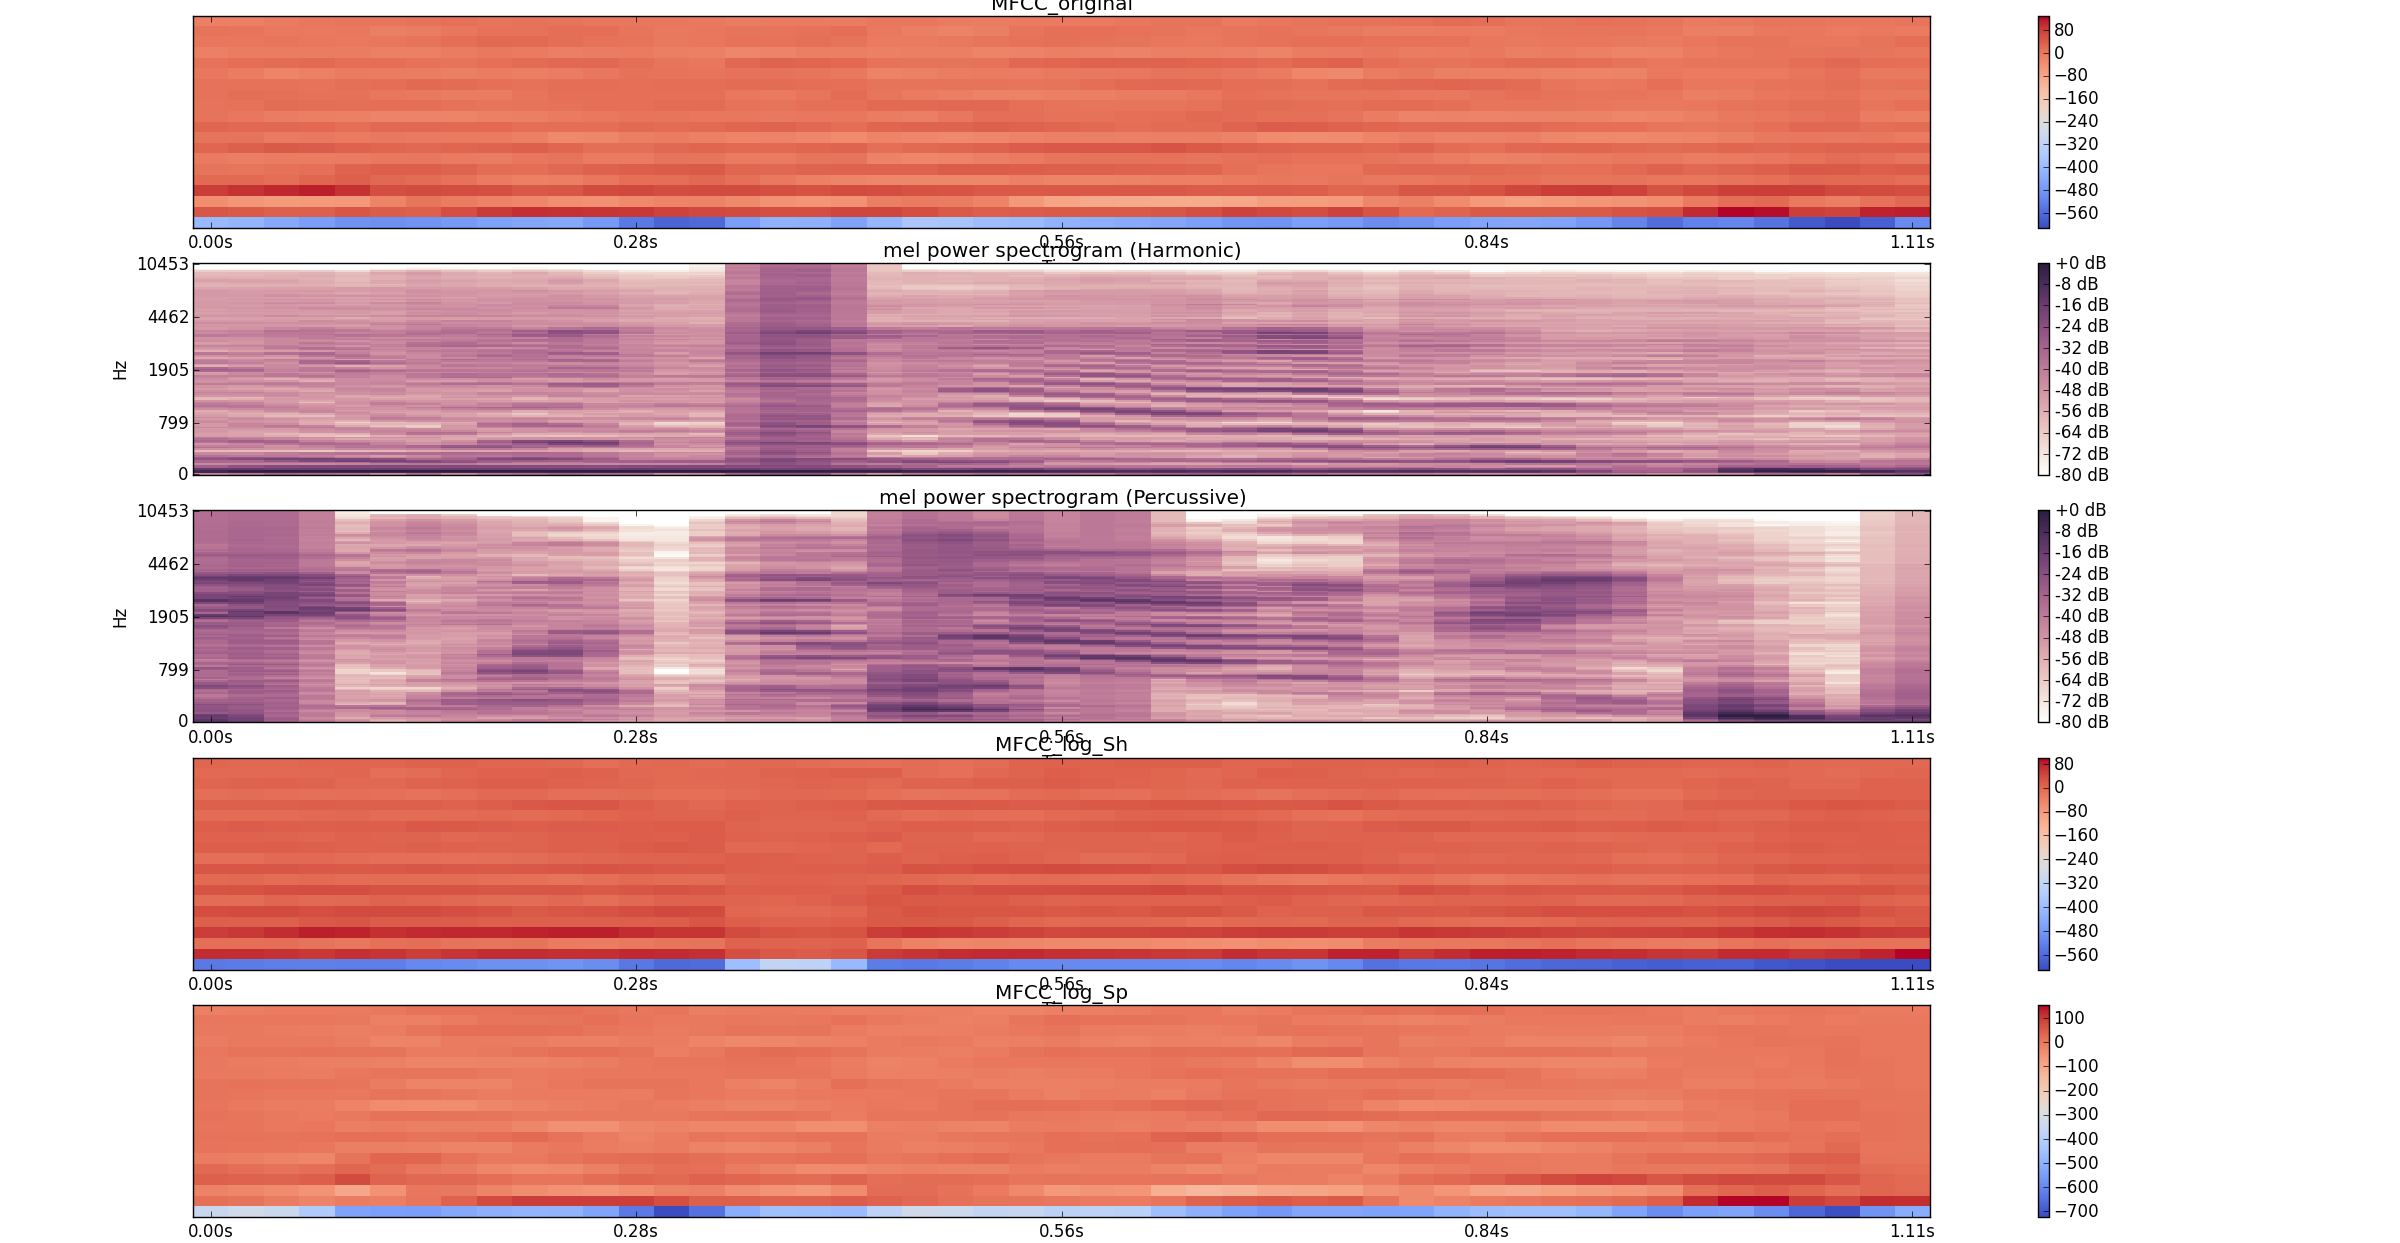 MFCC_original
80
0
−80
−160
−240
−320
−400
−480
−560
0.00s 0.28s 0.56s 0.84s 1.11s
mel power spectrogram (Harmonic)
10453
4462
1905
799
0
Hz
+0 dB
-8 dB
-16 dB
-24 dB
-32 dB
-40 dB
-48 dB
-56 dB
-64 dB
-72 dB
-80 dB
mel power spectrogram (Percussive)
10453
4462
1905
799
0
Hz
+0 dB
-8 dB
-16 dB
-24 dB
-32 dB
-40 dB
-48 dB
-56 dB
-64 dB
-72 dB
-80 dB
0.00s 0.28s 0.56s 0.84s 1.11s
MFCC_log_Sh
80
0
−80
−160
−240
−320
−400
−480
−560
0.00s 0.28s 0.56s 0.84s 1.11s
MFCC_log_Sp
100
0
−100
−200
−300
−400
−500
−600
−700
0.00s 0.28s 0.56s 0.84s 1.11s